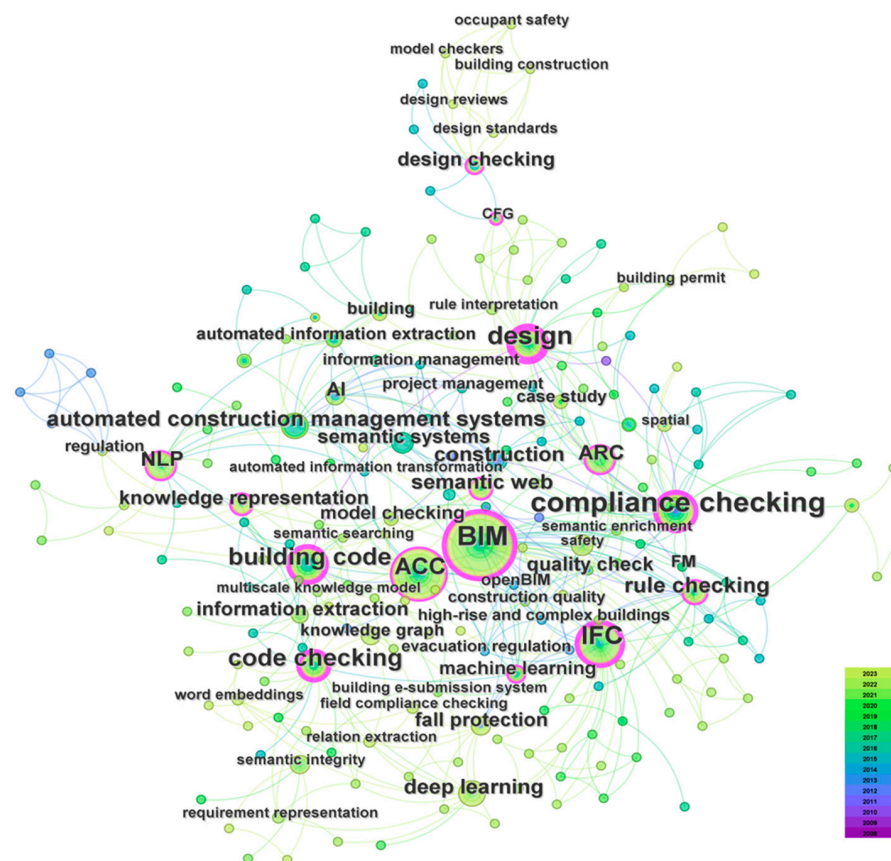 occupant safety
model checkers
building construction
design reviews
design standards
design checking
CFG
building permit
rule interpretation
building
automated information extraction
design
information management
AI
project management
case study
automated construction management systems
spatial
semantic systems
regulation
NLP
construction
ARC
automated information transformation
semantic web
knowledge representation
compliance checking
model checking
semantic enrichment
semantic searching
BIM
safety
building code
ACC
quality check
FM
openBIM
multiscale knowledge model
rule checking
construction quality
information extraction
high-rise and complex buildings
knowledge graph
IFC
evacuation regulation
code checking
machine learning
building e-submission system
word embeddings
field compliance checking
fall protection
relation extraction
semantic integrity
deep learning
requirement representation
2023
2022
2021
2020
2019
2018
2017
2016
2015
2014
2013
2012
2011
2010
2009
2008